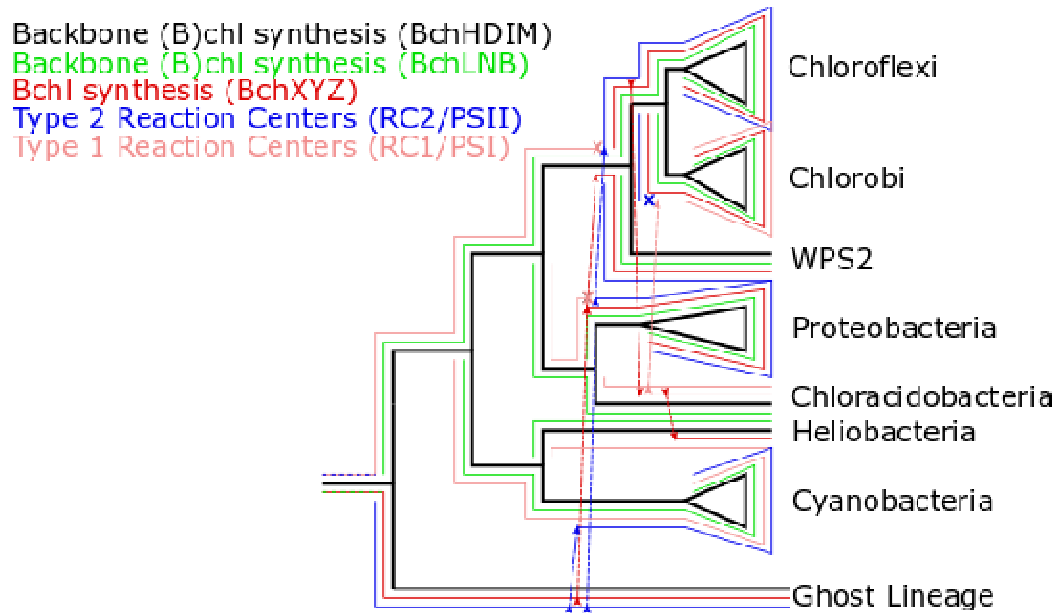 Backbone (B)chl synthesis (BchHDIM)
Backbone (B)chl synthesis (BchLNB)
Bchl synthesis (BchXYZ)
Type 2 Reaction Centers (RC2/PSII)
Type 1 Reaction Centers (RC1/PSI)
Chloroflexi
Chlorobi
WPS2
Proteobacteria
Chloracidobacteria
Heliobacteria
Cyanobacteria
Ghost Lineage